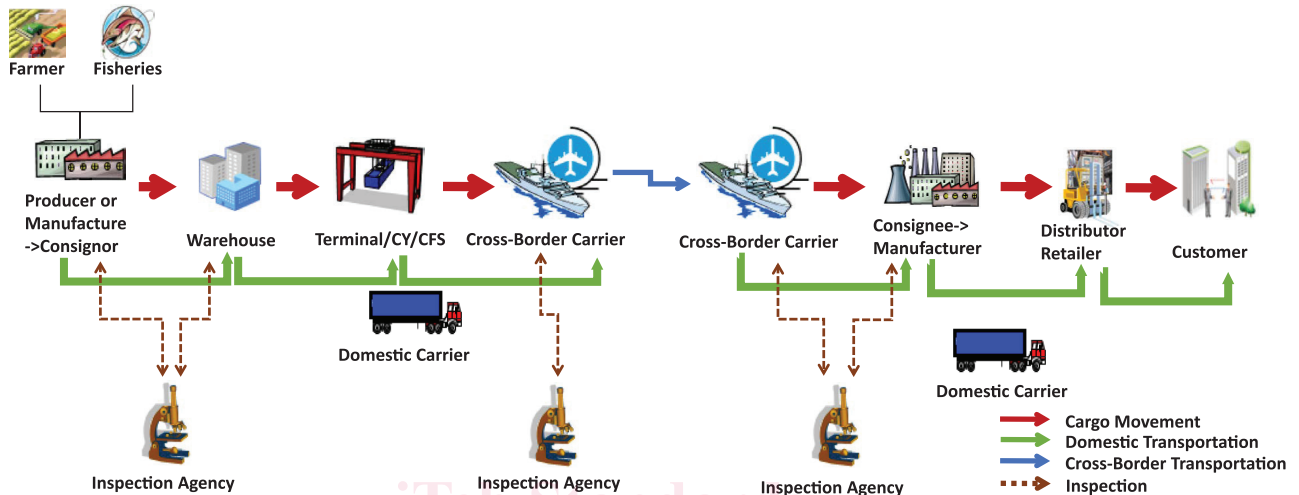 Farmer
Fisheries
Producer or
Manufacture
->Consignor
Warehouse
Terminal/CY/CFS
Cross-Border Carrier
Cross-Border Carrier
Consignee->
Manufacturer
Distributor
Retailer
Customer
Domestic Carrier
Domestic Carrier
Inspection Agency
Inspection Agency
Inspection Agency
Cargo Movement
Domestic Transportation
Cross-Border Transportation
Inspection